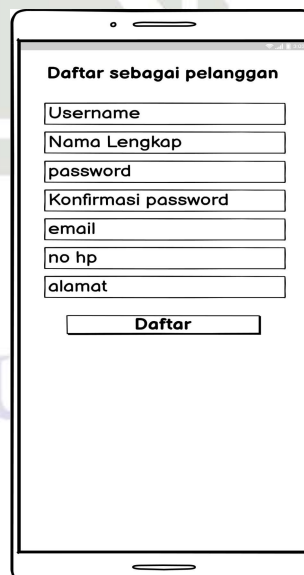 Daftar sebagai pelanggan
Username
Nama Lengkap
password
Konfirmasi password
email
no hp
alamat
Daftar